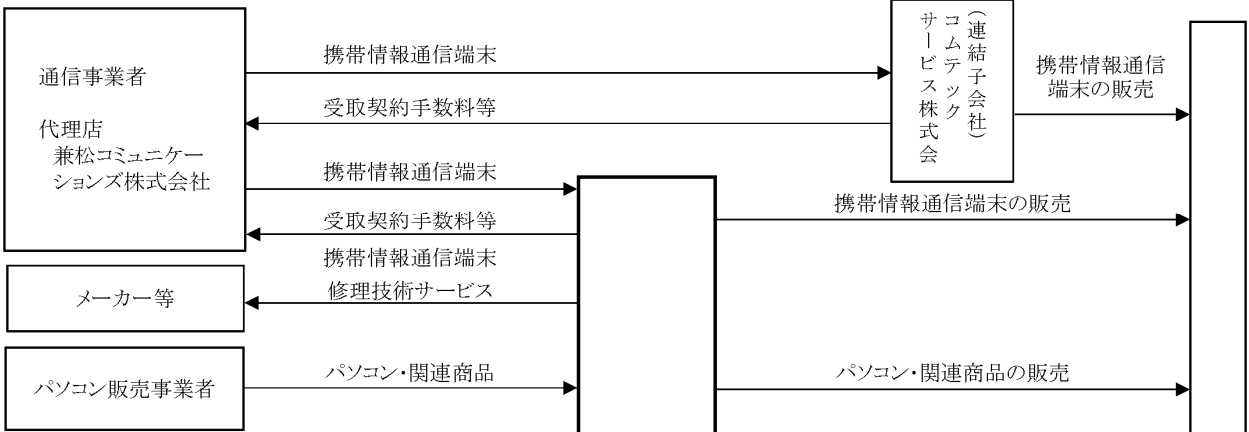 通信事業者
代理店
兼松コミュニケー
ションズ株式会社
携帯情報通信端末
受取契約手数料等
(連結子会社)
コムテック
サービス株式会
携帯情報通信
端末の販売
携帯情報通信端末
受取契約手数料等
携帯情報通信端末の販売
メーカー等
携帯情報通信端末
修理技術サービス
パソコン販売事業者
パソコン・関連商品
パソコン・関連商品の販売